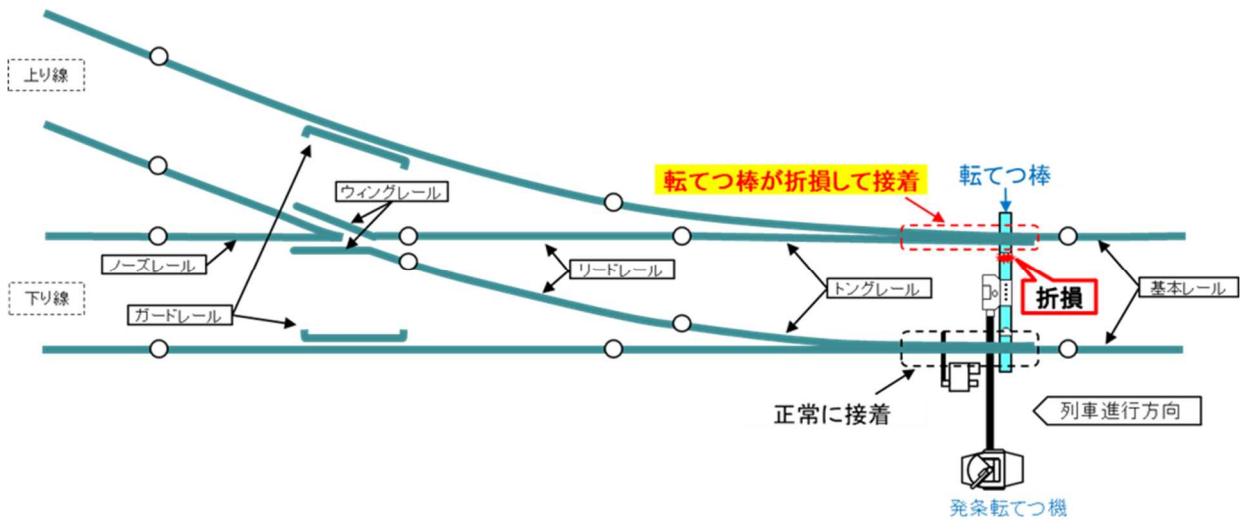 上り線
転てつ棒が折損して接着
転てつ棒
ウィングレール
ノーズレール
リードレール
トングレール
折損
基本レール
下り線
ガードレール
正常に接着
列車進行方向
発条転てつ機